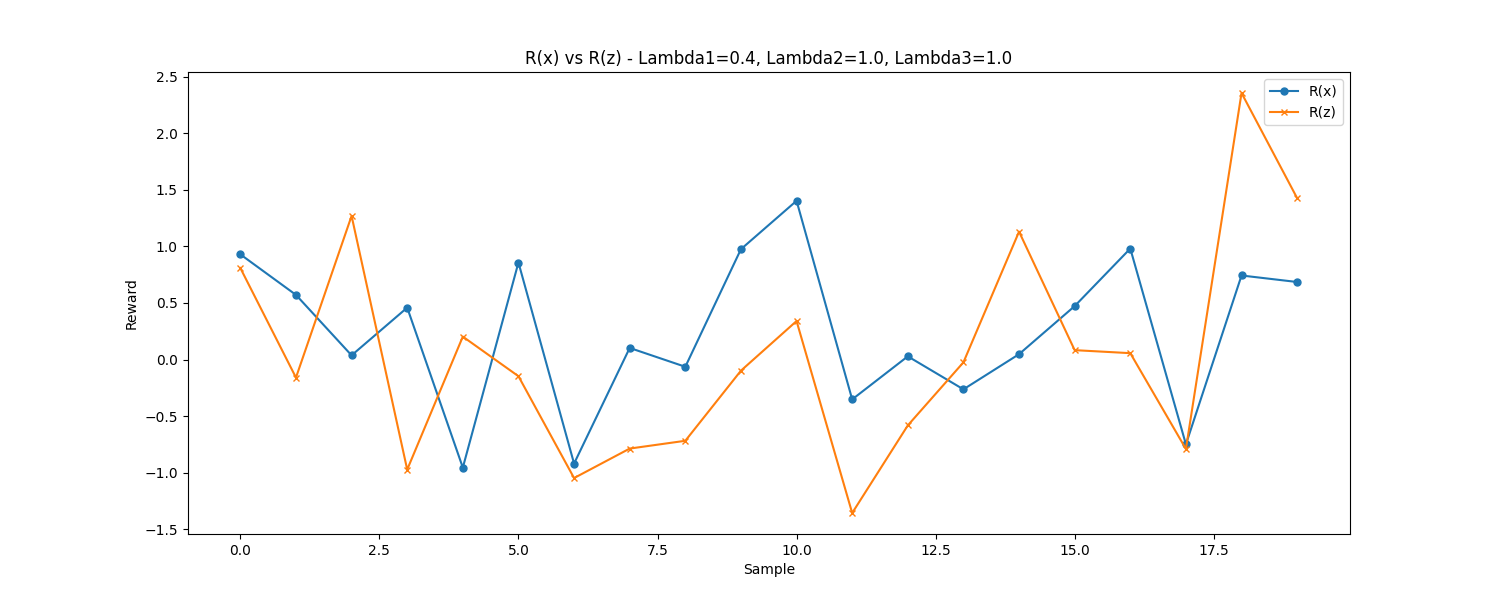 R(x) vs R(z) - Lambda1=0.4, Lambda2=1.0, Lambda3=1.0
R(x)
R(z)
Reward
2.5
2.0
1.5
1.0
0.5
0.0
−0.5
−1.0
−1.5
0.0 2.5 5.0 7.5 10.0 12.5 15.0 17.5
Sample